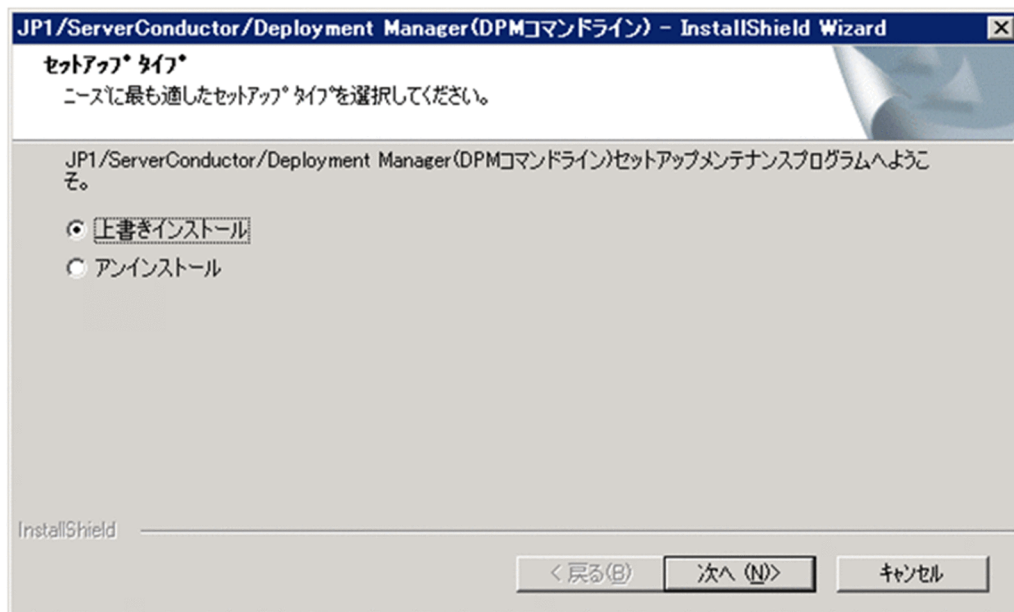 JP1/ServerConductor/Deployment Manager(DPMコマンドライン) - InstallShield Wizard
セットアップ タイプ
ニーズに最も適したセットアップ タイプを選択してください。
JP1/ServerConductor/Deployment Manager(DPMコマンドライン)セットアップメンテナンスプログラムへようこ
そ。
上書きインストール
アンインストール
InstallShield
< 戻る(B)
次へ (N)>
キャンセル